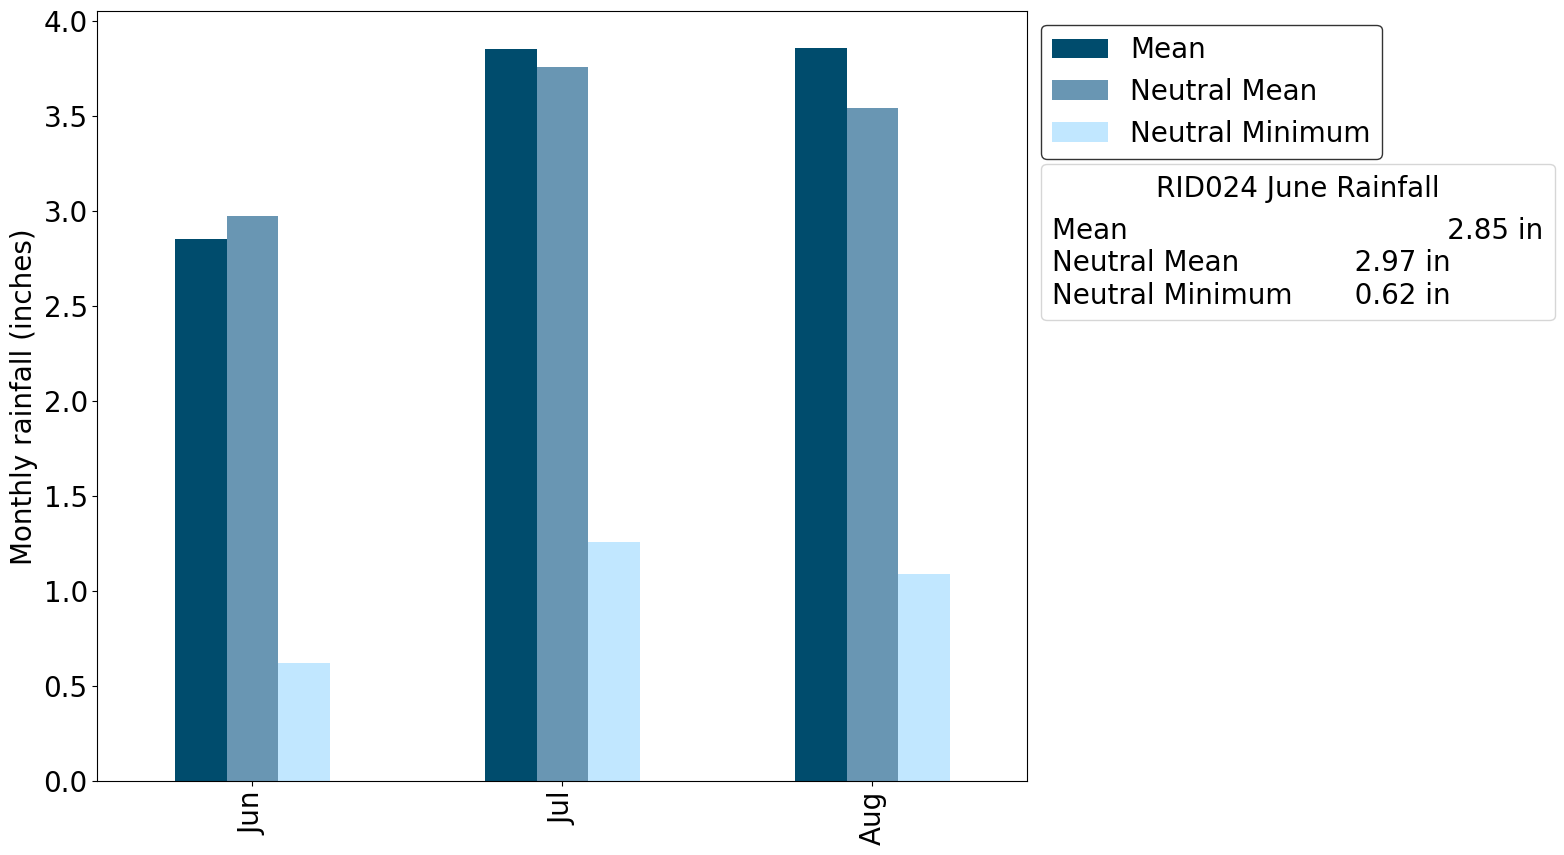 4.0
3.5
3.0
2.5
2.0
1.5
1.0
0.5
0.0
Monthly rainfall (inches)
Jun
Jul
Aug
Mean
Neutral Mean
Neutral Minimum
RID024 June Rainfall
Mean 2.85 in
Neutral Mean 2.97 in
Neutral Minimum 0.62 in